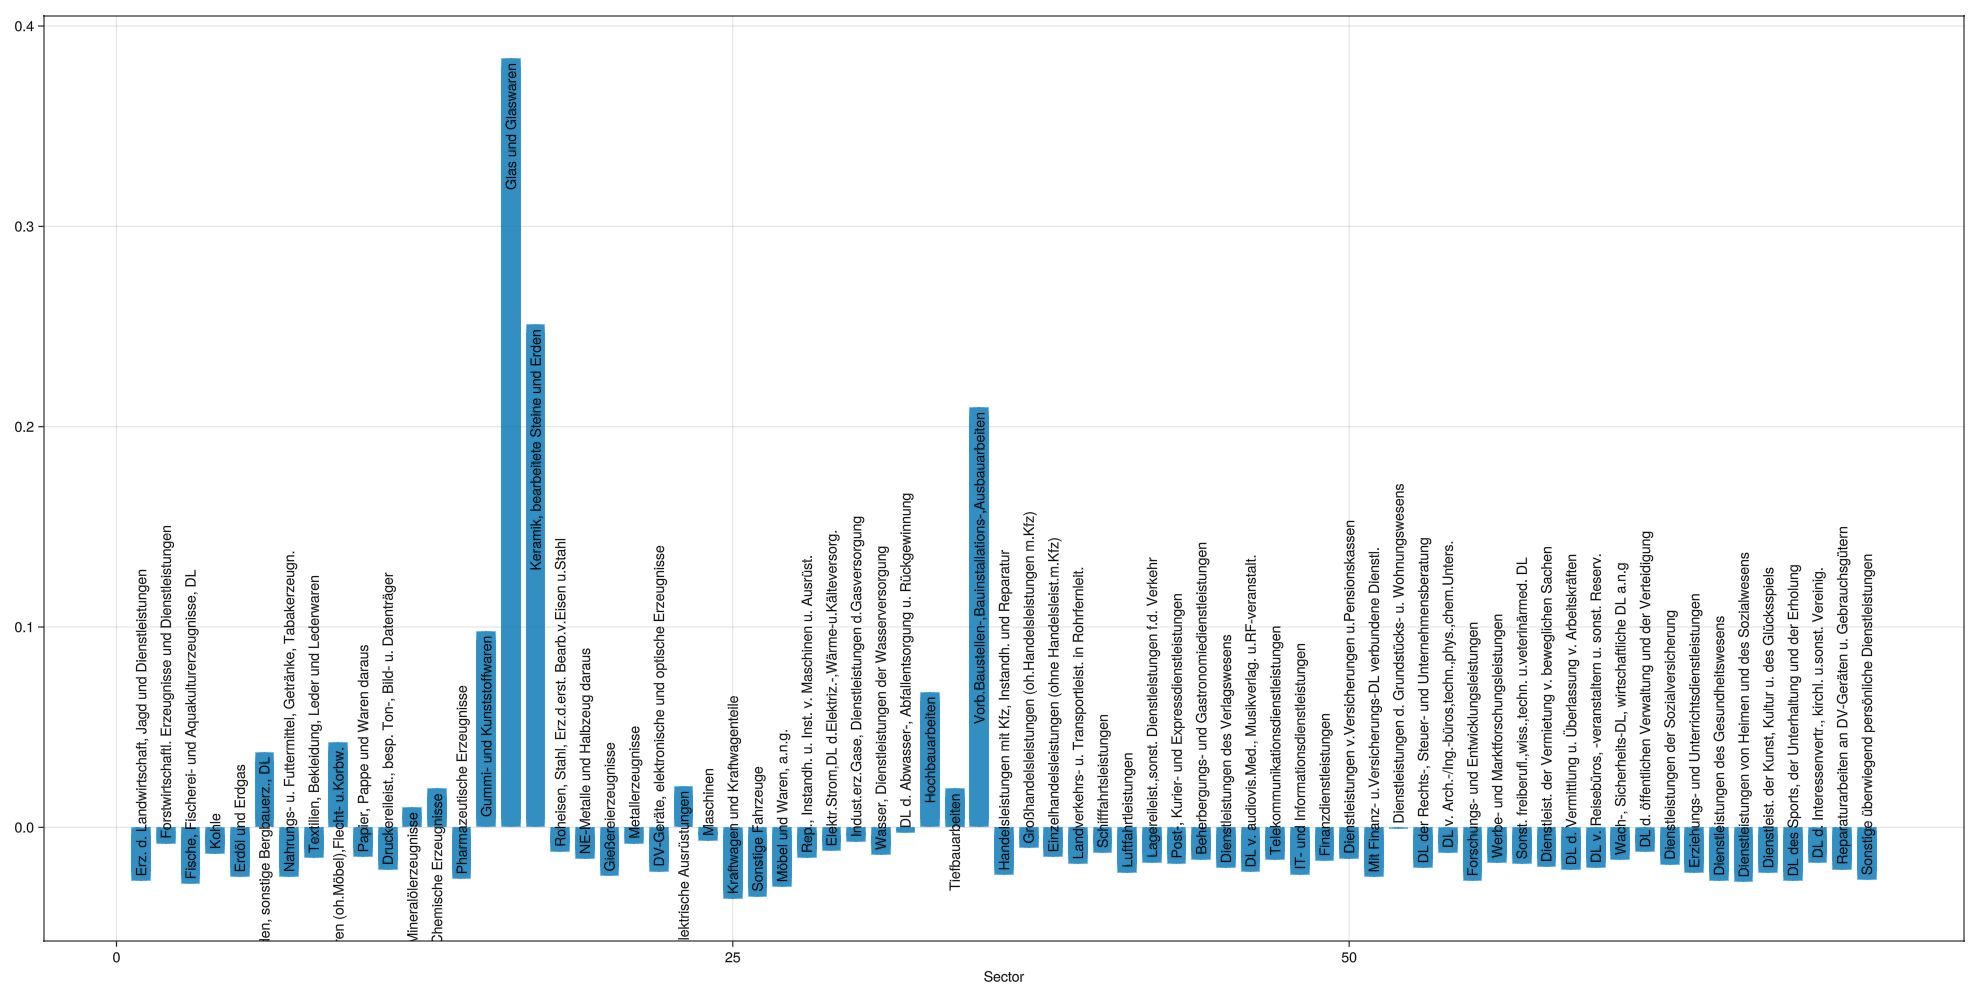 0.4
0.3
0.2
0.1
0.0
Erz. d. Landwirtschaft, Jagd und Dienstleistungen
Forstwirtschaftl. Erzeugnisse und Dienstleistungen
Fische, Fischerei- und Aquakulturerzeugnisse, DL
Kohle
Erdöl und Erdgas
sonstige Bergbauerz., DL
Nahrungs- u. Futtermittel, Getränke, Tabakerzeugn.
Textilien, Bekleidung, Leder und Lederwaren
(oh.Möbel),Flecht- u.Korbw.
Papier, Pappe und Waren daraus
Druckereileist., besp. Ton-, Bild- u. Datenträger
Mineralölerzeugnisse
Chemische Erzeugnisse
Pharmazeutische Erzeugnisse
Gummi- und Kunststoffwaren
Glas und Glaswaren
Keramik, bearbeitete Steine und Erden
Roheisen, Stahl, Erz.d.erst. Bearb.v.Eisen u.Stahl
NE-Metalle und Halbzeug daraus
Gießereierzeugnisse
Metallerzeugnisse
DV-Geräte, elektronische und optische Erzeugnisse
lektrische Ausrüstungen
Maschinen
Kraftwagen und Kraftwagenteile
Sonstige Fahrzeuge
Möbel und Waren, a.n.g.
Rep., Instandh. u. Inst. v. Maschinen u. Ausrüst.
Elektr.Strom,DL d.Elektriz.-,Wärme-u.Kälteversorg.
Indust.erz.Gase, Dienstleistungen d.Gasversorgung
Wasser, Dienstleistungen der Wasserversorgung
DL d. Abwasser-, Abfallentsorgung u. Rückgewinnung
Hochbauarbeiten
Tiefbauarbeiten
Vorb.Baustellen-,Bauinstallations-,Ausbauarbeiten
Handelsleistungen mit Kfz, Instandh. und Reparatur
Großhandelsleistungen (oh.Handelsleistungen m.Kfz)
Einzelhandelsleistungen (ohne Handelsleist.m.Kfz)
Landverkehrs- u. Transportleist. in Rohrfernleit.
Schifffahrtsleistungen
Luftfahrtleistungen
Lagereileist.,sonst. Dienstleistungen f.d. Verkehr
Post-, Kurier- und Expressdienstleistungen
Beherbergungs- und Gastronomiedienstleistungen
Dienstleistungen des Verlagswesens
DL v. audiovis.Med., Musikverlag. u.RF-veranstalt.
Telekommunikationsdienstleistungen
IT- und Informationsdienstleistungen
Finanzdienstleistungen
Dienstleistungen v.Versicherungen u.Pensionskassen
Mit Finanz- u.Versicherungs-DL verbundene Dienstl.
Dienstleistungen d. Grundstücks- u. Wohnungswesens
DL der Rechts-, Steuer- und Unternehmensberatung
DL v. Arch.-/Ing.-büros,techn.,phys.,chem.Unters.
Forschungs- und Entwicklungsleistungen
Werbe- und Marktforschungsleistungen
Sonst. freiberufl.,wiss.,techn. u.veterinärmed. DL
Dienstleist. der Vermietung v. beweglichen Sachen
DL d. Vermittlung u. Überlassung v. Arbeitskräften
DL v. Reisebüros, -veranstaltern u. sonst. Reserv.
Wach-, Sicherheits-DL, wirtschaftliche DL a.n.g
DL d. öffentlichen Verwaltung und der Verteidigung
Dienstleistungen der Sozialversicherung
Erziehungs- und Unterrichtsdienstleistungen
Dienstleistungen des Gesundheitswesens
Dienstleistungen von Heimen und des Sozialwesens
Dienstleist. der Kunst, Kultur u. des Glücksspiels
DL des Sports, der Unterhaltung und der Erholung
DL d. Interessenvertr., kirchl. u.sonst. Vereinig.
Reparaturarbeiten an DV-Geräten u. Gebrauchsgütern
Sonstige überwiegend persönliche Dienstleistungen
0
25
50
Sector